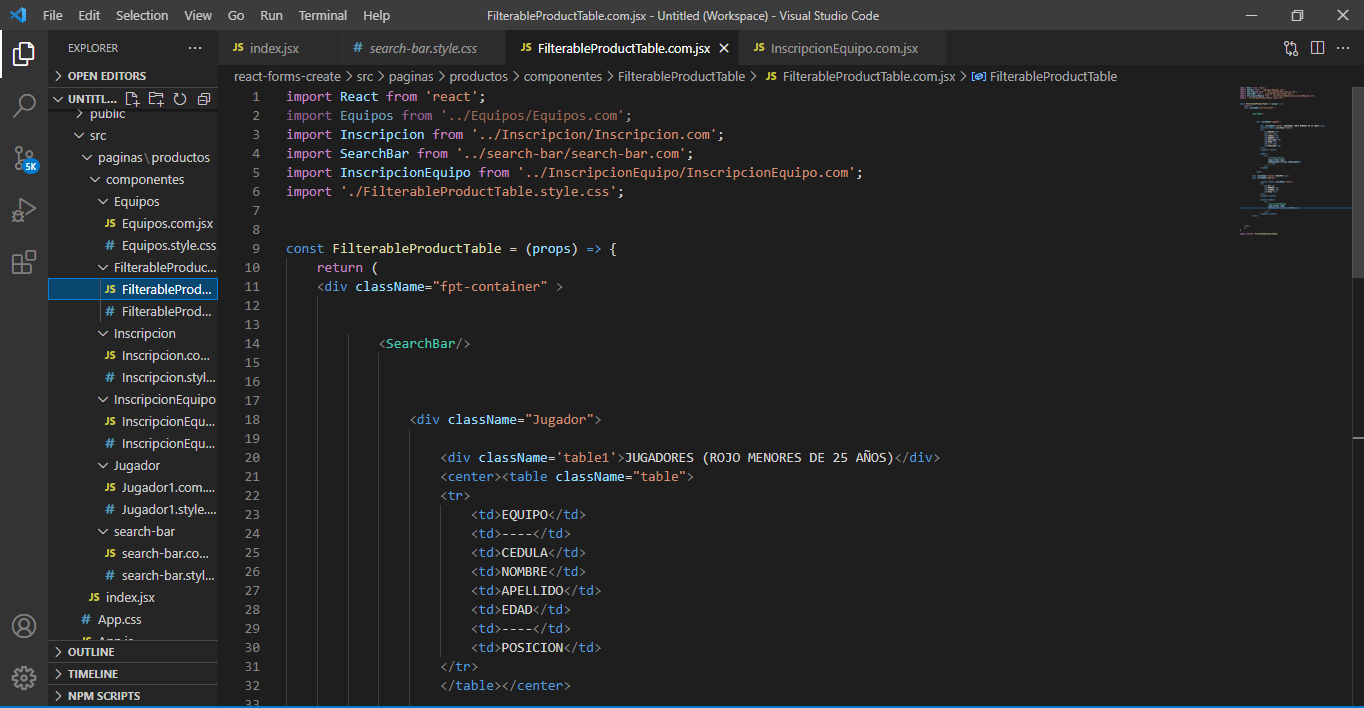 File Edit Selection View Go Run Terminal Help FilterableProductTable.com.jsx - Untitled (Workspace) - Visual Studio Code
EXPLORER ···
JS index.jsx # search-bar.style.css JS FilterableProductTable.com.jsx JS InscripcionEquipo.com.jsx
OPEN EDITORS
react-forms-create > src > paginas > productos > componentes > FilterableProductTable > JS FilterableProductTable.com.jsx > FilterableProductTable
UNTITL...
public
src
paginas \ productos
componentes
Equipos
JS Equipos.com.jsx
# Equipos.style.css
FilterableProduc...
JS FilterableProd...
# FilterableProd...
Inscripcion
JS Inscripcion.co...
# Inscripcion.styl...
InscripcionEquipo
JS InscripcionEqu...
# InscripcionEqu...
Jugador
JS Jugador1.com....
# Jugador1.style....
search-bar
JS search-bar.co...
# search-bar.styl...
JS index.jsx
# App.css
JS App.js
OUTLINE
TIMELINE
NPM SCRIPTS
5K
1 import React from 'react';
2 import Equipos from '../Equipos/Equipos.com';
3 import Inscripcion from '../Inscripcion/Inscripcion.com';
4 import SearchBar from '../search-bar/search-bar.com';
5 import InscripcionEquipo from '../InscripcionEquipo/InscripcionEquipo.com';
6 import './FilterableProductTable.style.css';
7
8
9 const FilterableProductTable = (props) => {
10 return (
11 <div className="fpt-container" >
12
13
14 <SearchBar/>
15
16
17
18 <div className="Jugador">
19
20 <div className='table1'>JUGADORES (ROJO MENORES DE 25 AÑOS)</div>
21 <center><table className="table">
22 <tr>
23 <td>EQUIPO</td>
24 <td>----</td>
25 <td>CEDULA</td>
26 <td>NOMBRE</td>
27 <td>APELLIDO</td>
28 <td>EDAD</td>
29 <td>----</td>
30 <td>POSICION</td>
31 </tr>
32 </table></center>
33